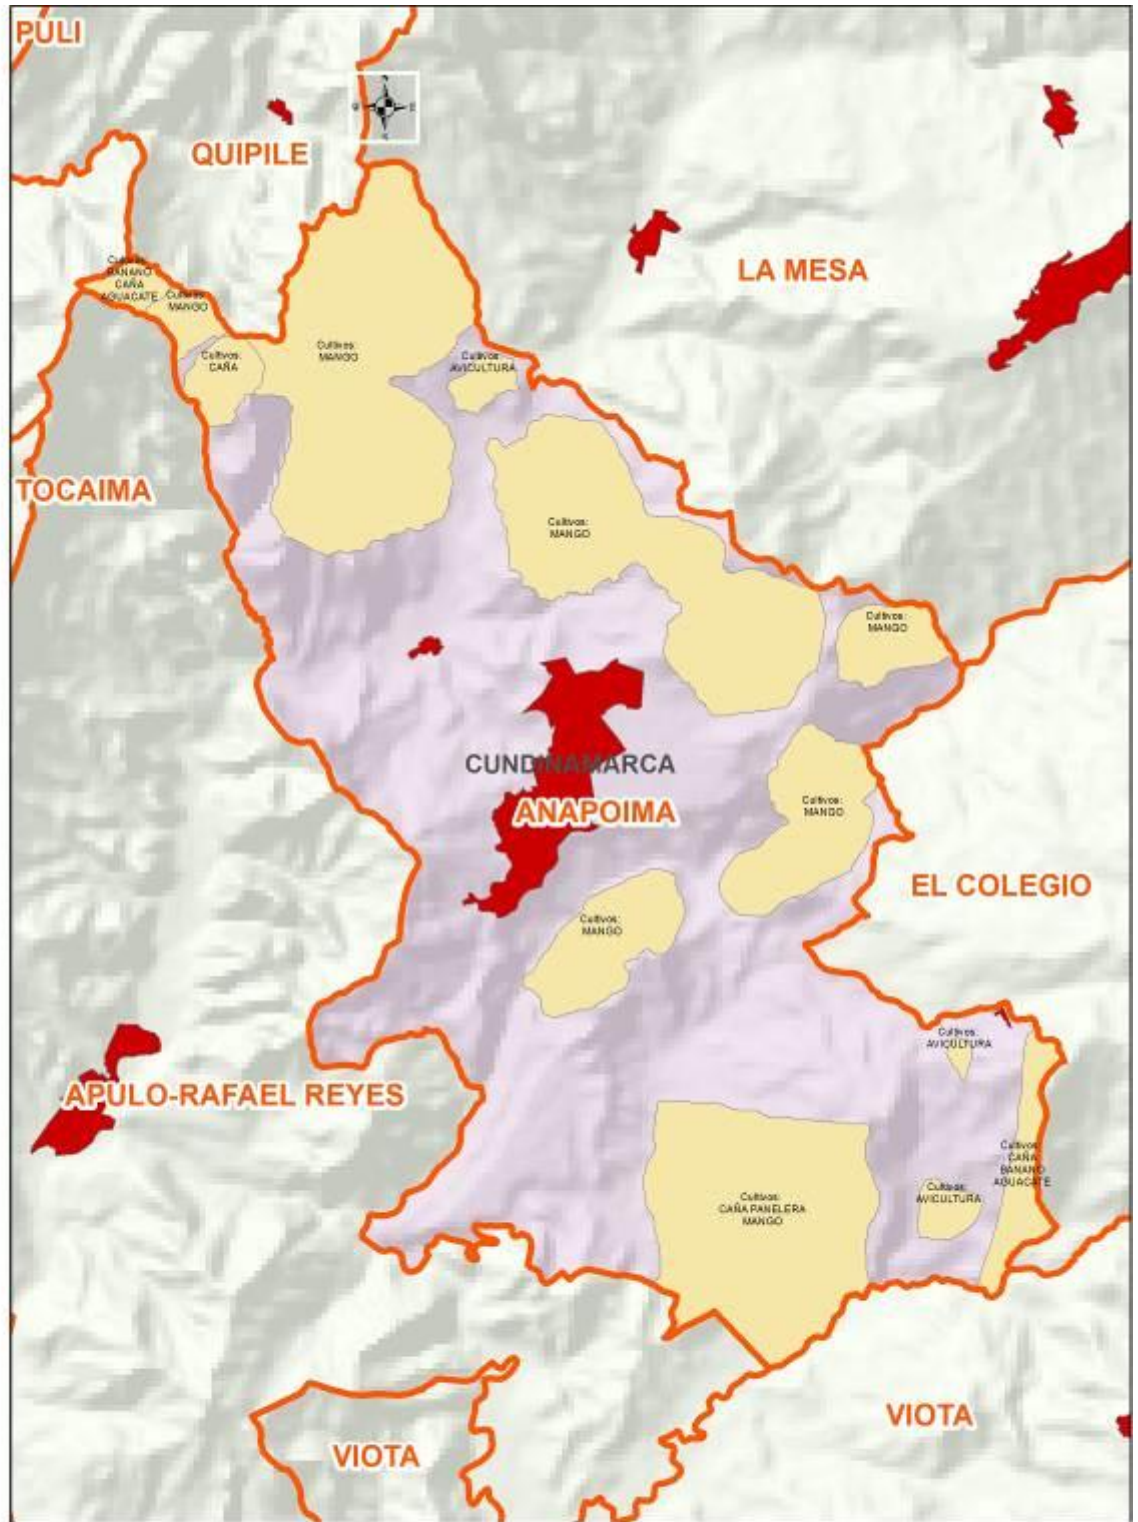 PULI
QUIPILE
LA MESA
Cultivos:
BANANO
CAÑA
AGUACATE
Cultivos:
MANGO
Cultivos:
CAÑA
Cultivos:
MANGO
Cultivos:
AVICULTURA
TOCAIMA
Cultivos:
MANGO
Cultivos:
MANGO
CUNDINAMARCA
ANAPOIMA
Cultivos:
MANGO
EL COLEGIO
Cultivos:
MANGO
Cultivos:
AVICULTURA
APULO-RAFAEL REYES
Cultivos:
CAÑA
BANANO
AGUACATE
Cultivos:
AVICULTURA
Cultivos:
CAÑA PANELERA
MANGO
VIOTA
VIOTA